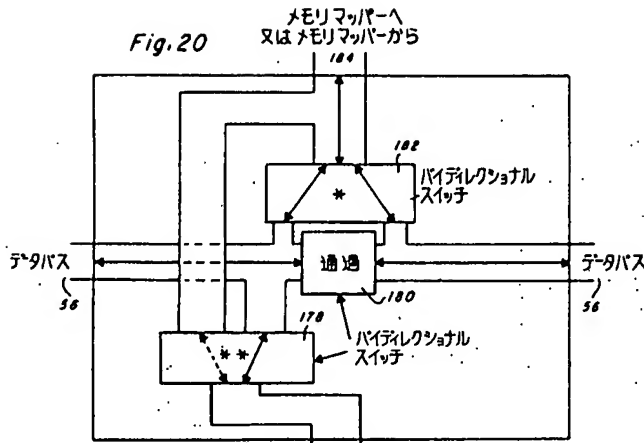 Fig. 20
メモリマッパーへ
又はメモリマッパーから
184
182
*
バイディレクショナル
スイッチ
データバス
通過
データバス
56
180
56
178
**
バイディレクショナル
スイッチ